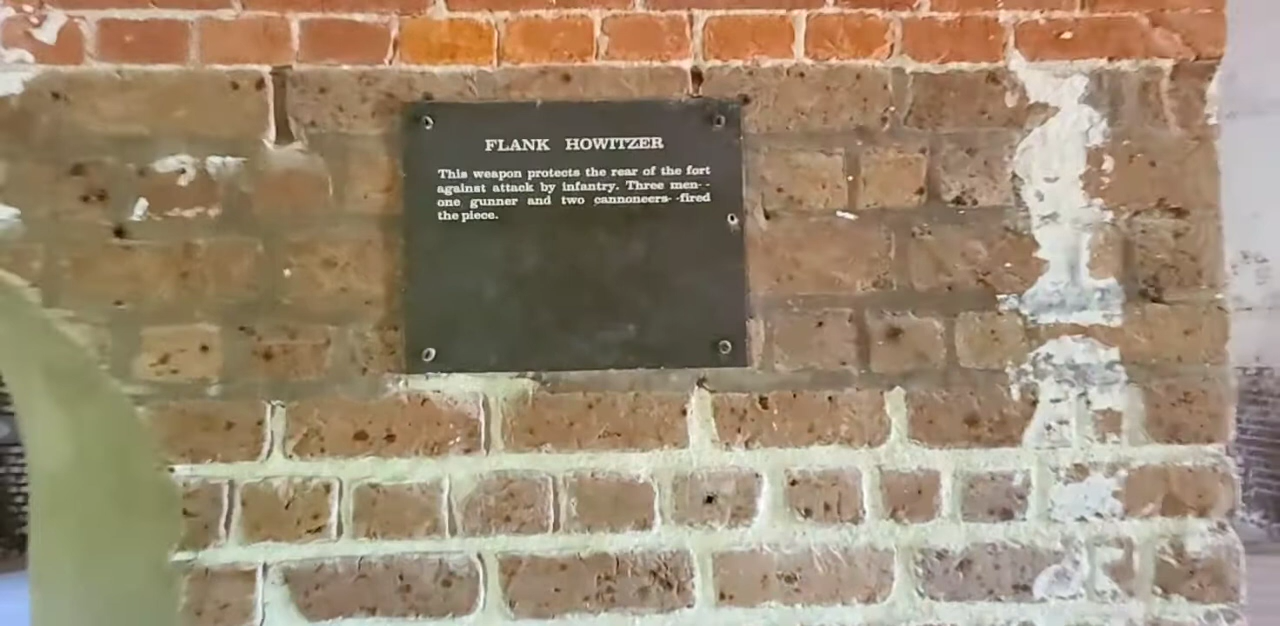 FLANK HOWITZER
This weapon protects the rear of the fort
against attack by infantry. Three men- -
one gunner and two cannoneers- -fired
the piece.